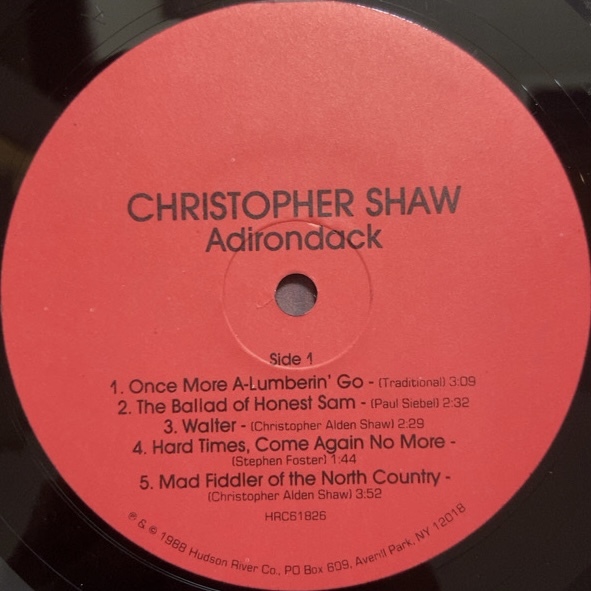 CHRISTOPHER SHAW
Adirondack
Side 1
1. Once More A-Lumberin' Go - (Traditional) 3:09
2. The Ballad of Honest Sam - (Paul Siebel) 2:32
3. Walter - (Christopher Alden Shaw) 2:29
4. Hard Times, Come Again No More -
(Stephen Foster) 1:44
5. Mad Fiddler of the North Country -
(Christopher Alden Shaw) 3:52
HRC61826
℗ & © 1988 Hudson River Co., PO Box 609, Averill Park, NY 12018